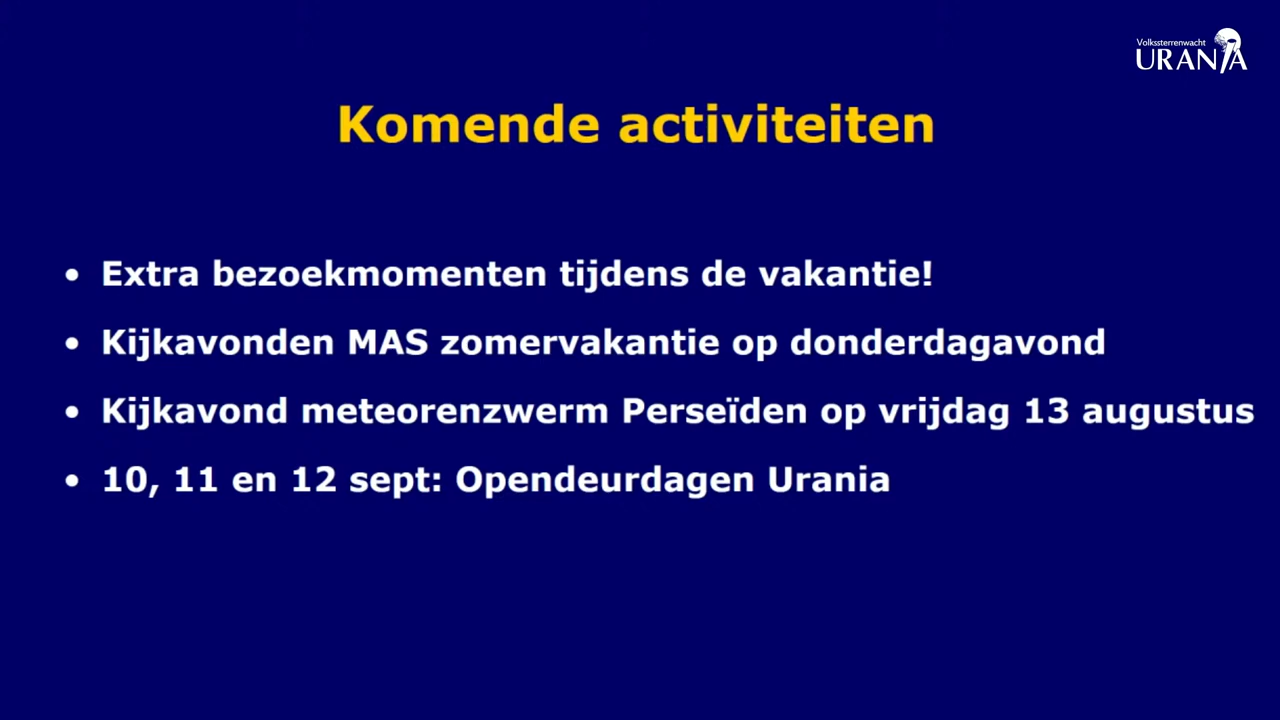 Volkssterrenwacht
URANIA
Komende activiteiten
• Extra bezoekmomenten tijdens de vakantie!
• Kijkavonden MAS zomervakantie op donderdagavond
• Kijkavond meteorenzwerm Perseïden op vrijdag 13 augustus
• 10, 11 en 12 sept: Opendeurdagen Urania